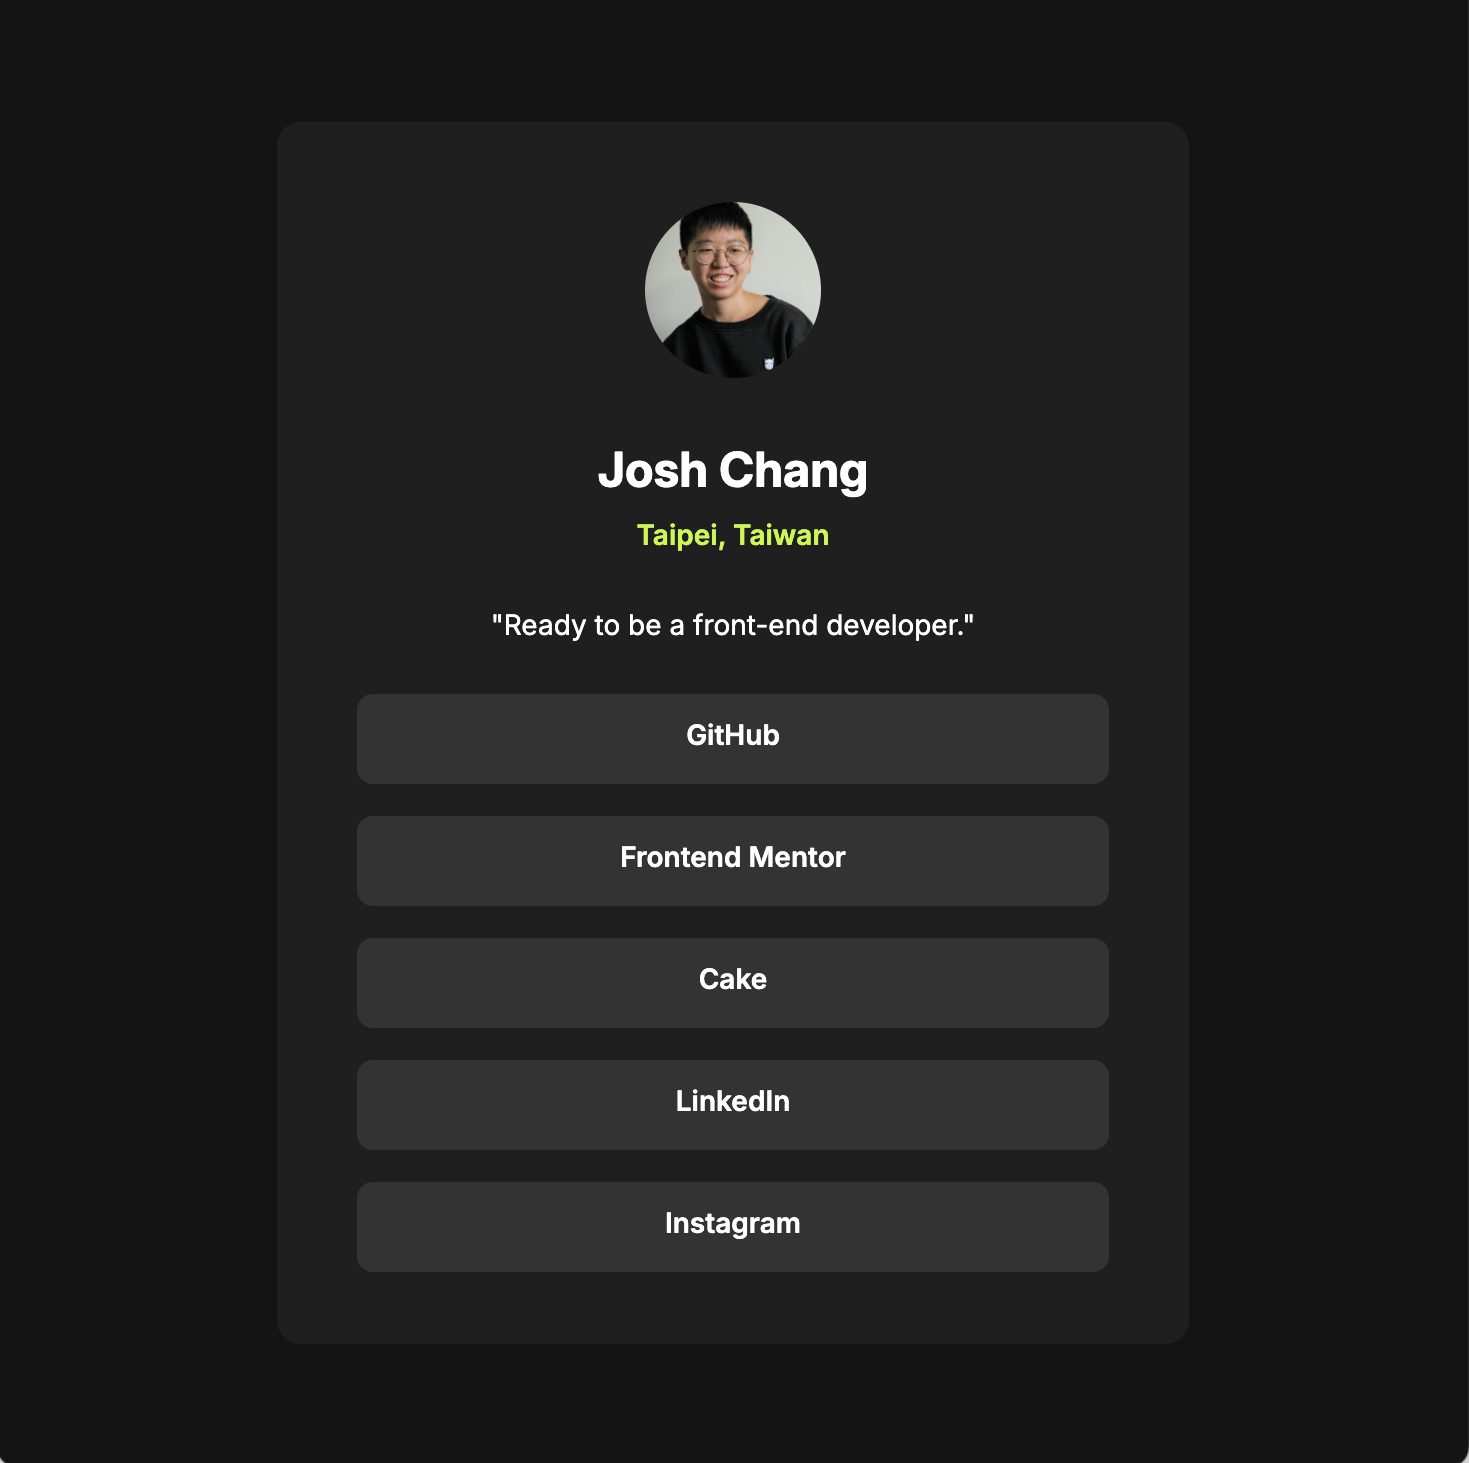 Josh Chang
Taipei, Taiwan
"Ready to be a front-end developer."
GitHub
Frontend Mentor
Cake
LinkedIn
Instagram